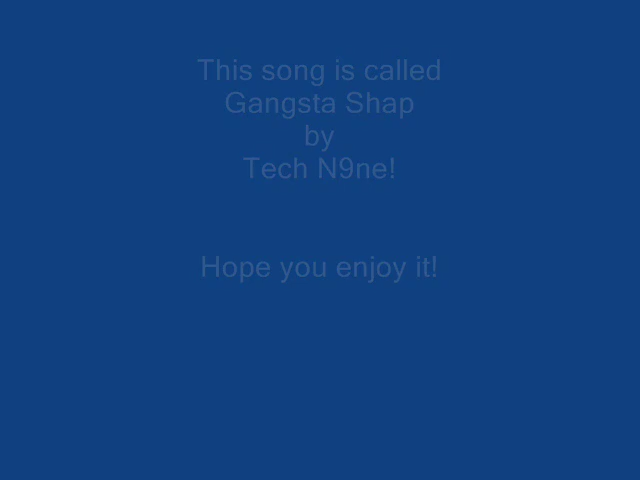 This song is called
Gangsta Shap
by
Tech N9ne!
Hope you enjoy it!